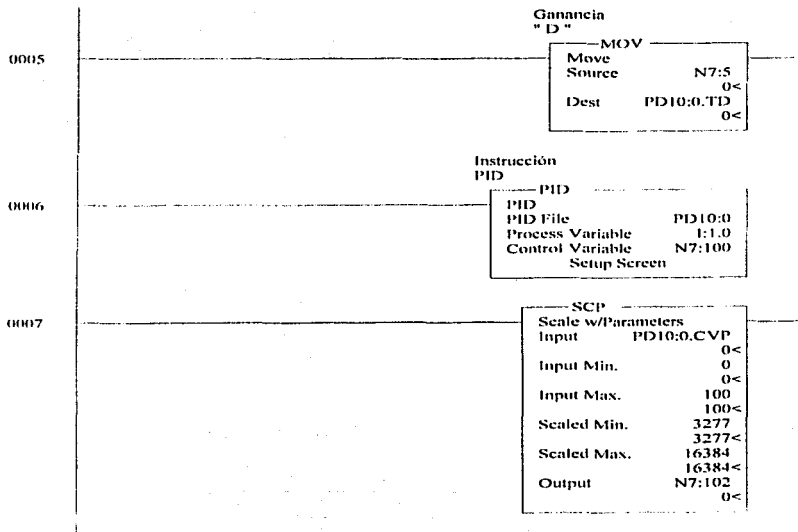 Ganancia
" D "
MOV
0005
Move
Source N7:5
0<
Dest PD10:0.TD
0<
Instrucción
PID
PID
0006
PID
PID File PD10:0
Process Variable I:1.0
Control Variable N7:100
Setup Screen
SCP
0007
Scale w/Parameters
Input PD10:0.CVP
0<
Input Min. 0
0<
Input Max. 100
100<
Scaled Min. 3277
3277<
Scaled Max. 16384
16384<
Output N7:102
0<